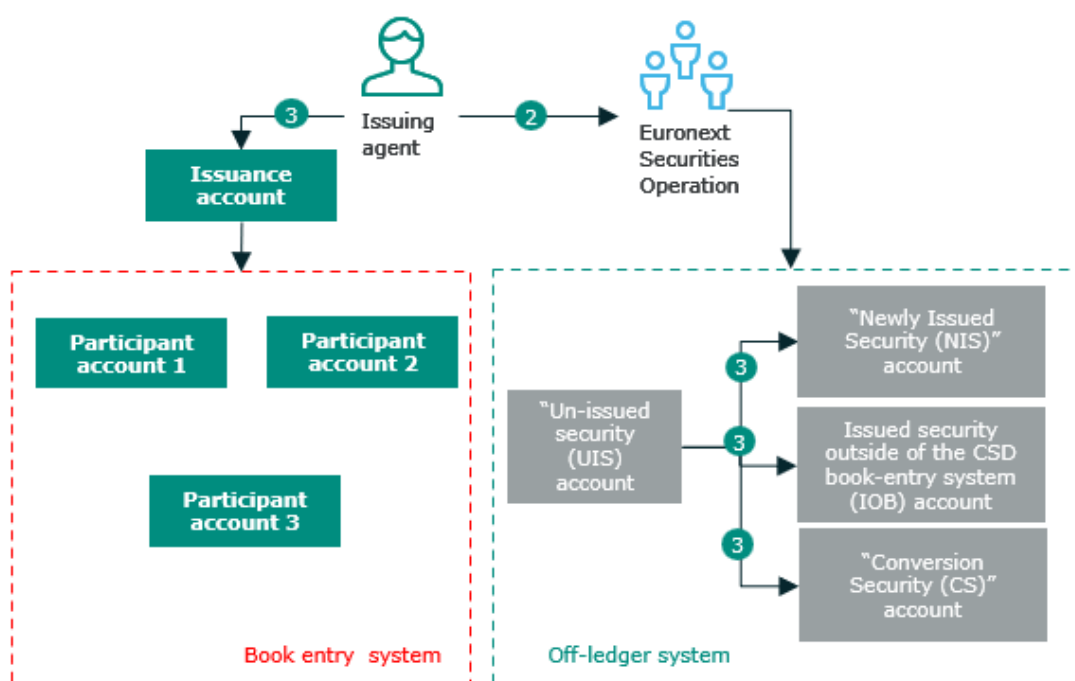 3
Issuing
agent
2
Euronext
Securities
Operation
Issuance
account
Participant
account 1
Participant
account 2
Participant
account 3
Book entry system
"Un-issued
security
(UIS)
account
3
3
3
"Newly Issued
Security (NIS)"
account
Issued security
outside of the CSD
book-entry system
(IOB) account
"Conversion
Security (CS)"
account
Off-ledger system